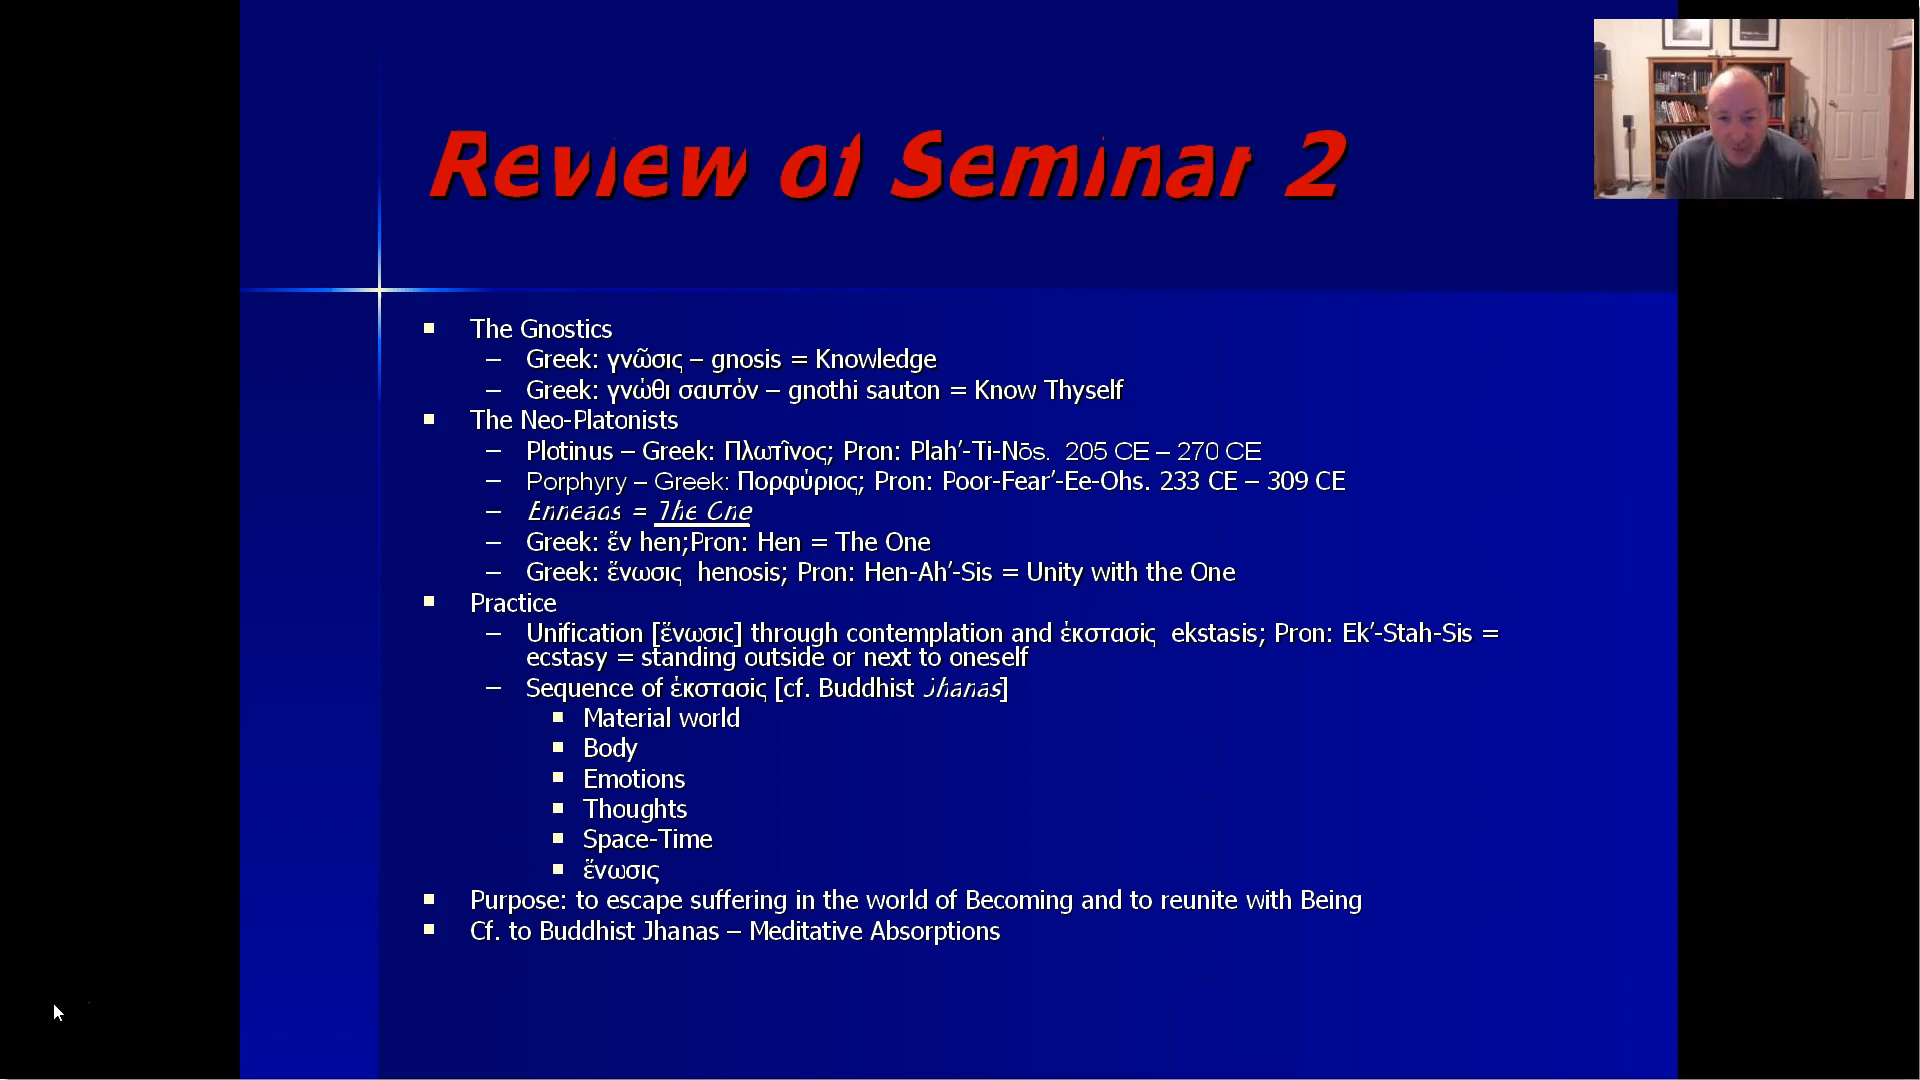 Review of Seminar 2
The Gnostics
– Greek: γνῶσις – gnosis = Knowledge
– Greek: γνώθι σαυτόν – gnothi sauton = Know Thyself
The Neo-Platonists
– Plotinus – Greek: Πλωτῖνος; Pron: Plah’-Ti-Nōs. 205 CE – 270 CE
– Porphyry – Greek: Πορφύριος; Pron: Poor-Fear’-Ee-Ohs. 233 CE – 309 CE
– Enneads = The One
– Greek: ἕν hen;Pron: Hen = The One
– Greek: ἕνωσις henosis; Pron: Hen-Ah’-Sis = Unity with the One
Practice
– Unification [ἕνωσις] through contemplation and ἐκστασίς ekstasis; Pron: Ek’-Stah-Sis =
ecstasy = standing outside or next to oneself
– Sequence of ἐκστασίς [cf. Buddhist Jhanas]
Material world
Body
Emotions
Thoughts
Space-Time
ἕνωσις
Purpose: to escape suffering in the world of Becoming and to reunite with Being
Cf. to Buddhist Jhanas – Meditative Absorptions